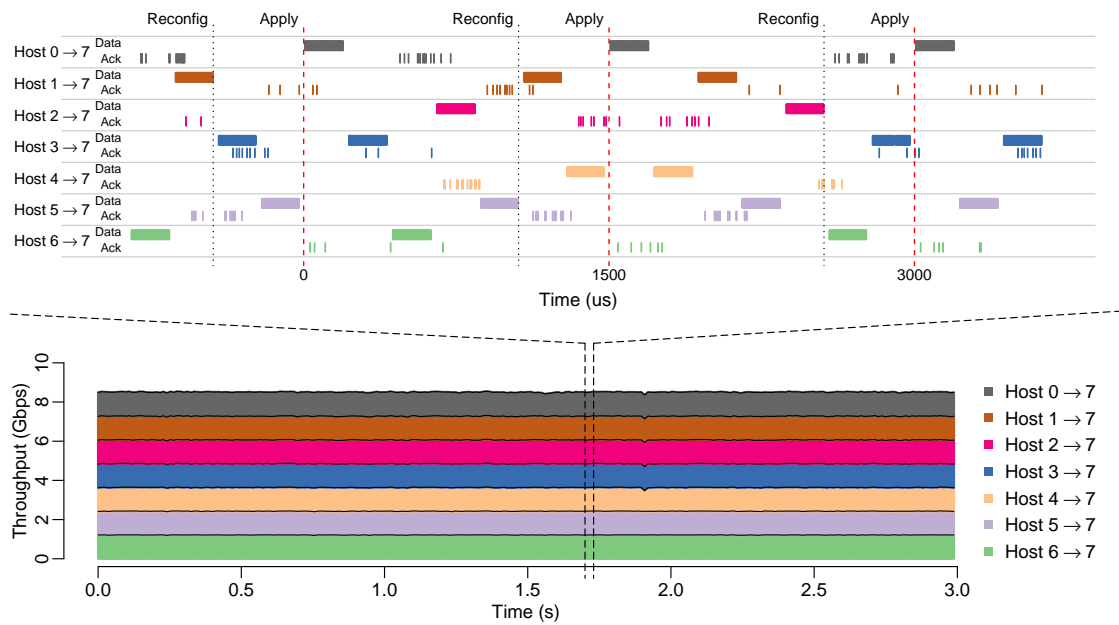 Reconfig Apply Reconfig Apply Reconfig Apply
Host 0 → 7 Data
Ack
Host 1 → 7 Data
Ack
Host 2 → 7 Data
Ack
Host 3 → 7 Data
Ack
Host 4 → 7 Data
Ack
Host 5 → 7 Data
Ack
Host 6 → 7 Data
Ack
0 1500 3000
Time (us)
Throughput (Gbps)
10
8
6
4
2
0
0.0 0.5 1.0 1.5 2.0 2.5 3.0
Time (s)
Host 0 → 7
Host 1 → 7
Host 2 → 7
Host 3 → 7
Host 4 → 7
Host 5 → 7
Host 6 → 7